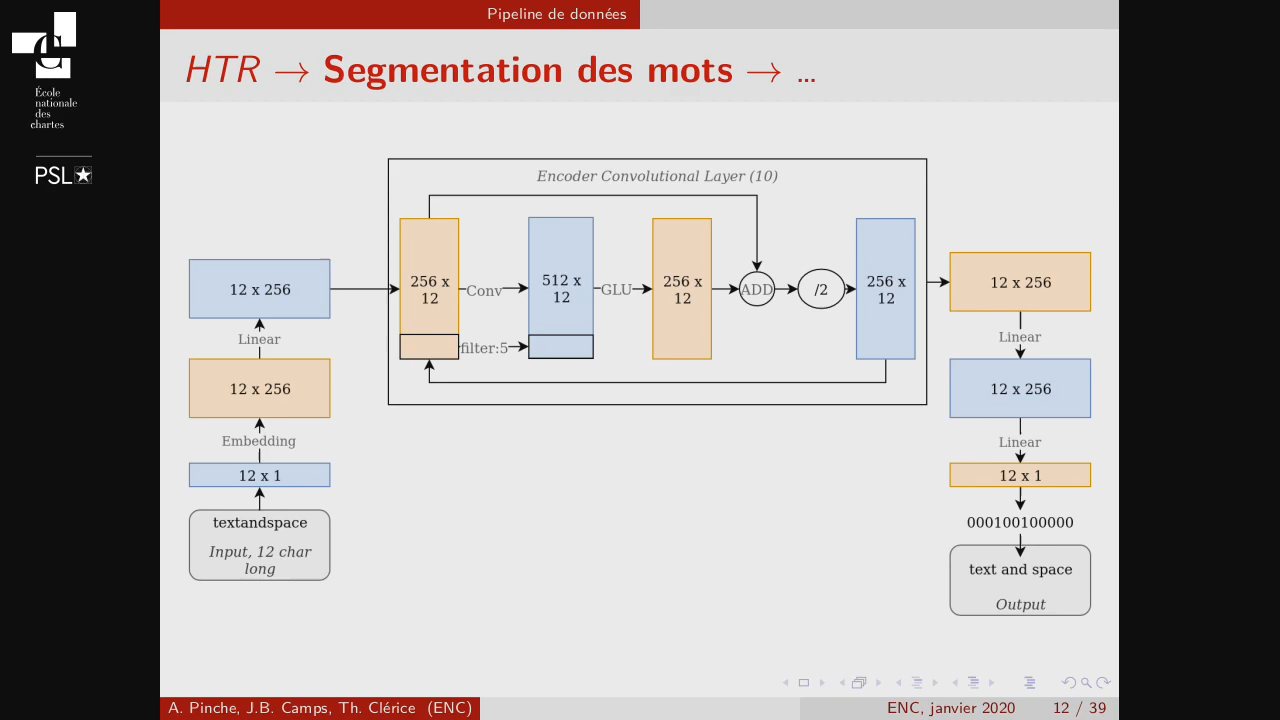 École
nationale
des
chartes
PSL
Pipeline de données
HTR → Segmentation des mots → ...
Encoder Convolutional Layer (10)
12 x 256
Linear
12 x 256
Embedding
12 x 1
textandspace
Input, 12 char
long
256 x
12
Conv
filter:5
512 x
12
GLU
256 x
12
ADD
/2
256 x
12
12 x 256
Linear
12 x 256
Linear
12 x 1
000100100000
text and space
Output
A. Pinche, J.B. Camps, Th. Clérice (ENC)
ENC, janvier 2020
12 / 39